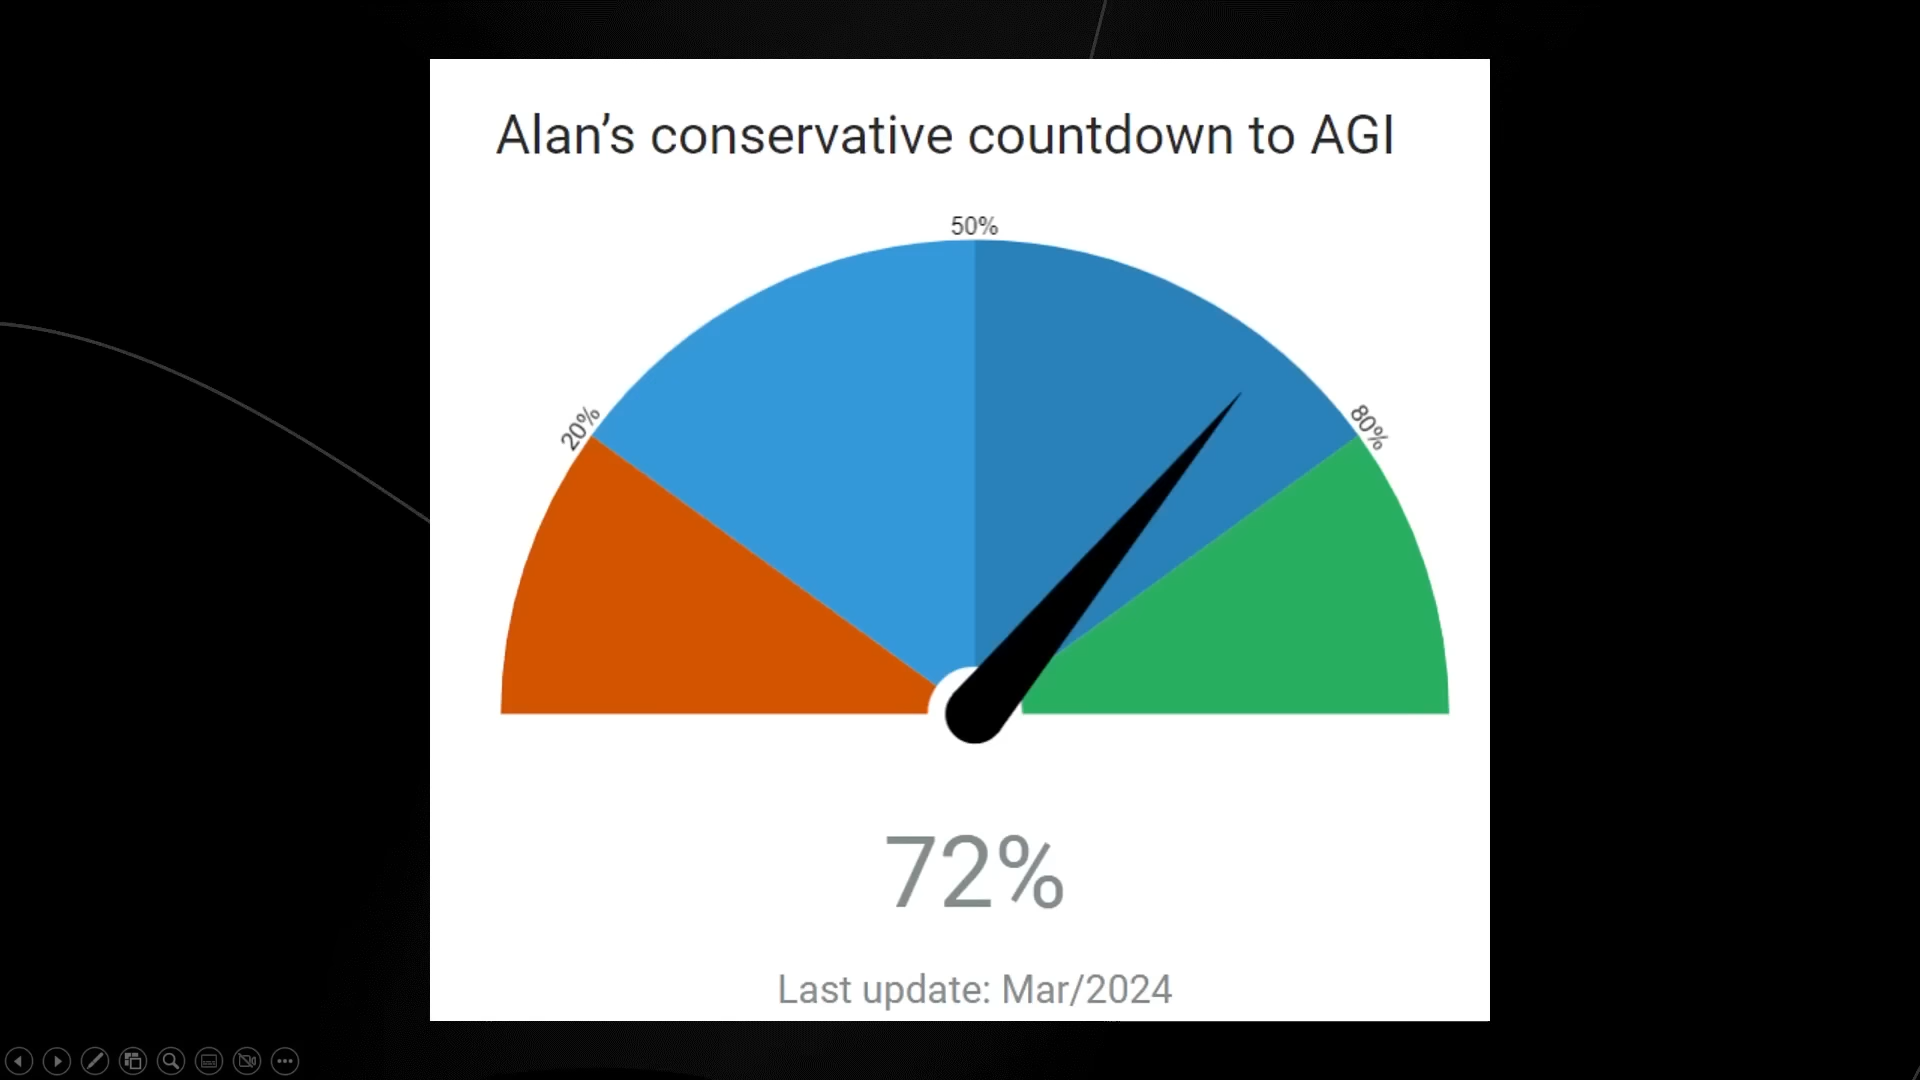 Alan’s conservative countdown to AGI
50%
20%
80%
72%
Last update: Mar/2024